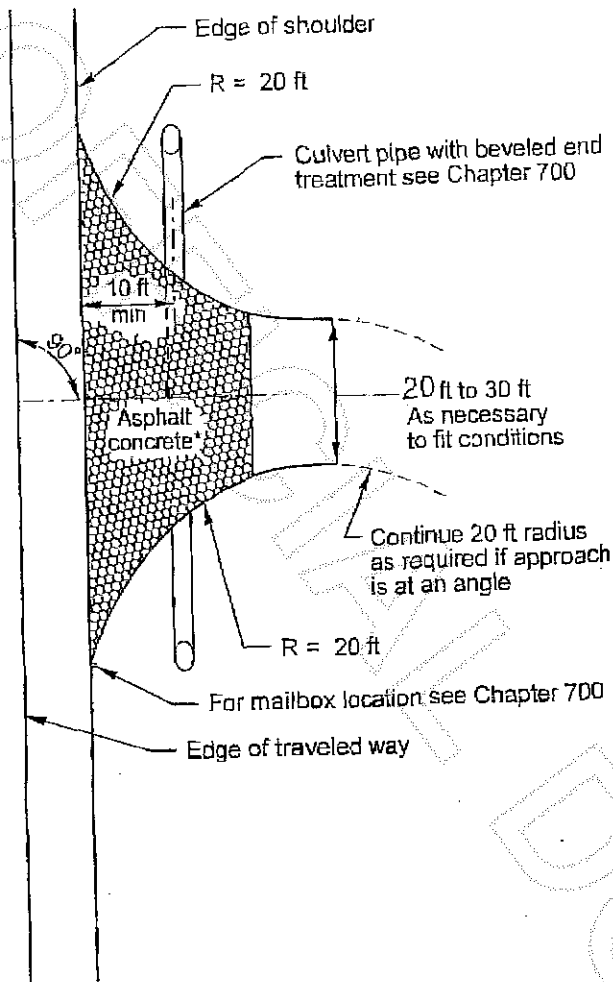 Edge of shoulder
R = 20 ft
Culvert pipe with beveled end
treatment see Chapter 700
10 ft
min
90°
20 ft to 30 ft
As necessary
to fit conditions
Asphalt
concrete*
Continue 20 ft radius
as required if approach
is at an angle
R = 20 ft
For mailbox location see Chapter 700
Edge of traveled way